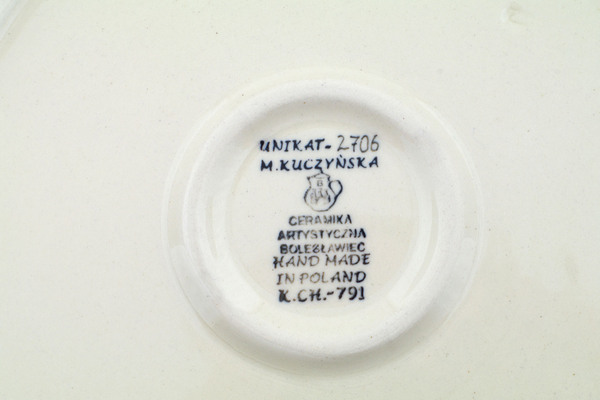 UNIKAT-2706
M.KUCZYŃSKA
B
CERAMIKA
ARTYSTYCZNA
BOLESŁAWIEC
HAND MADE
IN POLAND
K.CH.-791